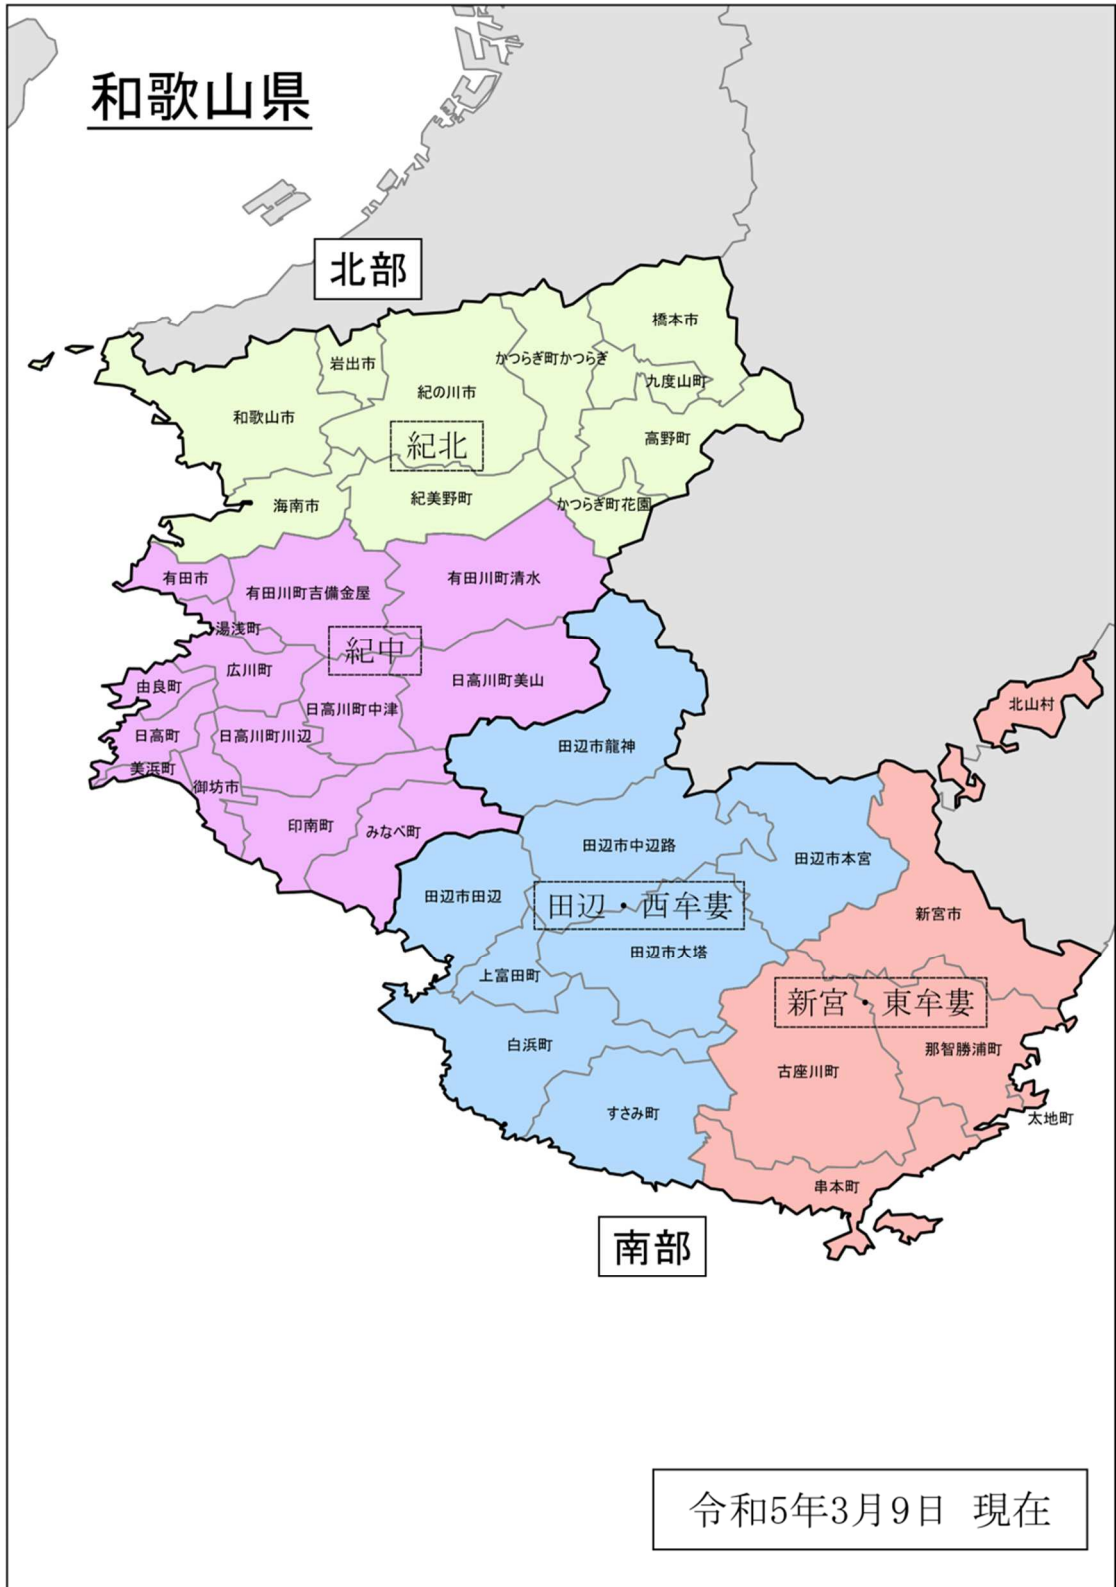 和歌山県
北部
橋本市
岩出市
かつらぎ町かつらぎ
九度山町
紀の川市
和歌山市
高野町
紀北
紀美野町
海南市
かつらぎ町花園
有田市
有田川町清水
有田川町吉備金屋
湯浅町
紀中
広川町
日高川町美山
由良町
北山村
日高川町中津
日高町
日高川町川辺
田辺市龍神
美浜町
御坊市
印南町
みなべ町
田辺市中辺路
田辺市本宮
田辺市田辺
田辺・西牟婁
新宮市
田辺市大塔
上富田町
新宮・東牟婁
白浜町
那智勝浦町
古座川町
すさみ町
太地町
串本町
南部
令和5年3月9日 現在